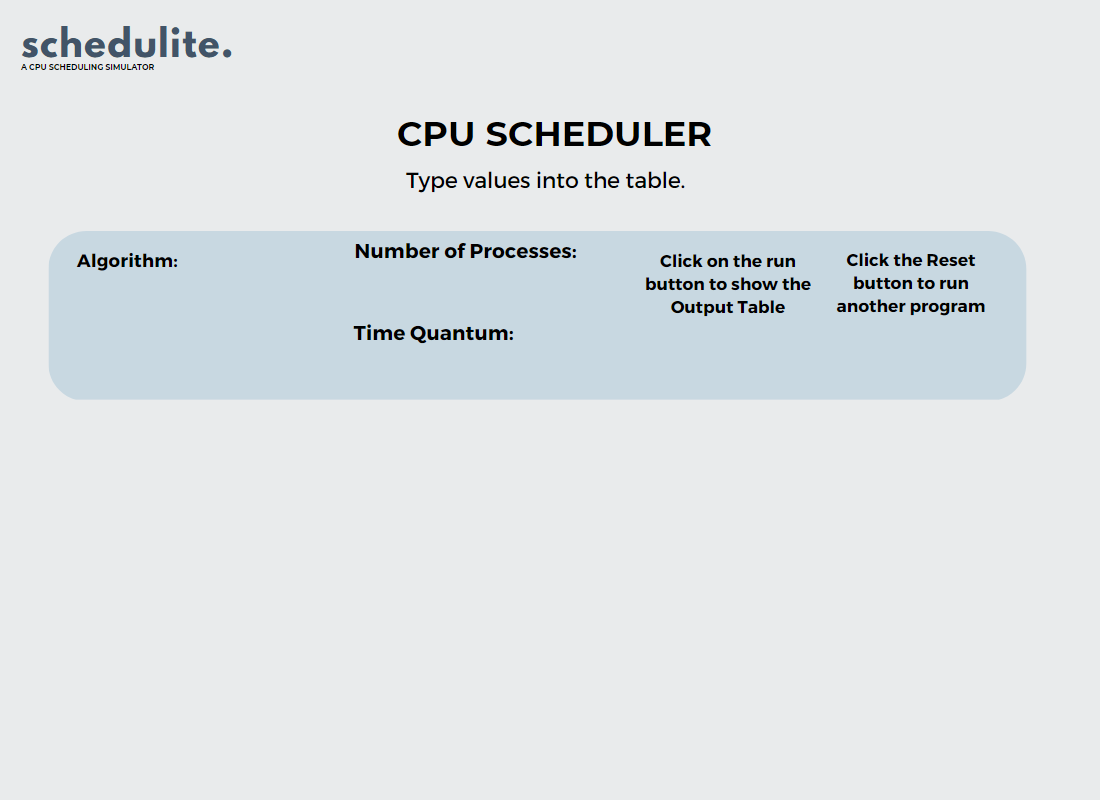 schedulite.
A CPU SCHEDULING SIMULATOR
CPU SCHEDULER
Type values into the table.
Algorithm:
Number of Processes:
Time Quantum:
Click on the run
button to show the
Output Table
Click the Reset
button to run
another program